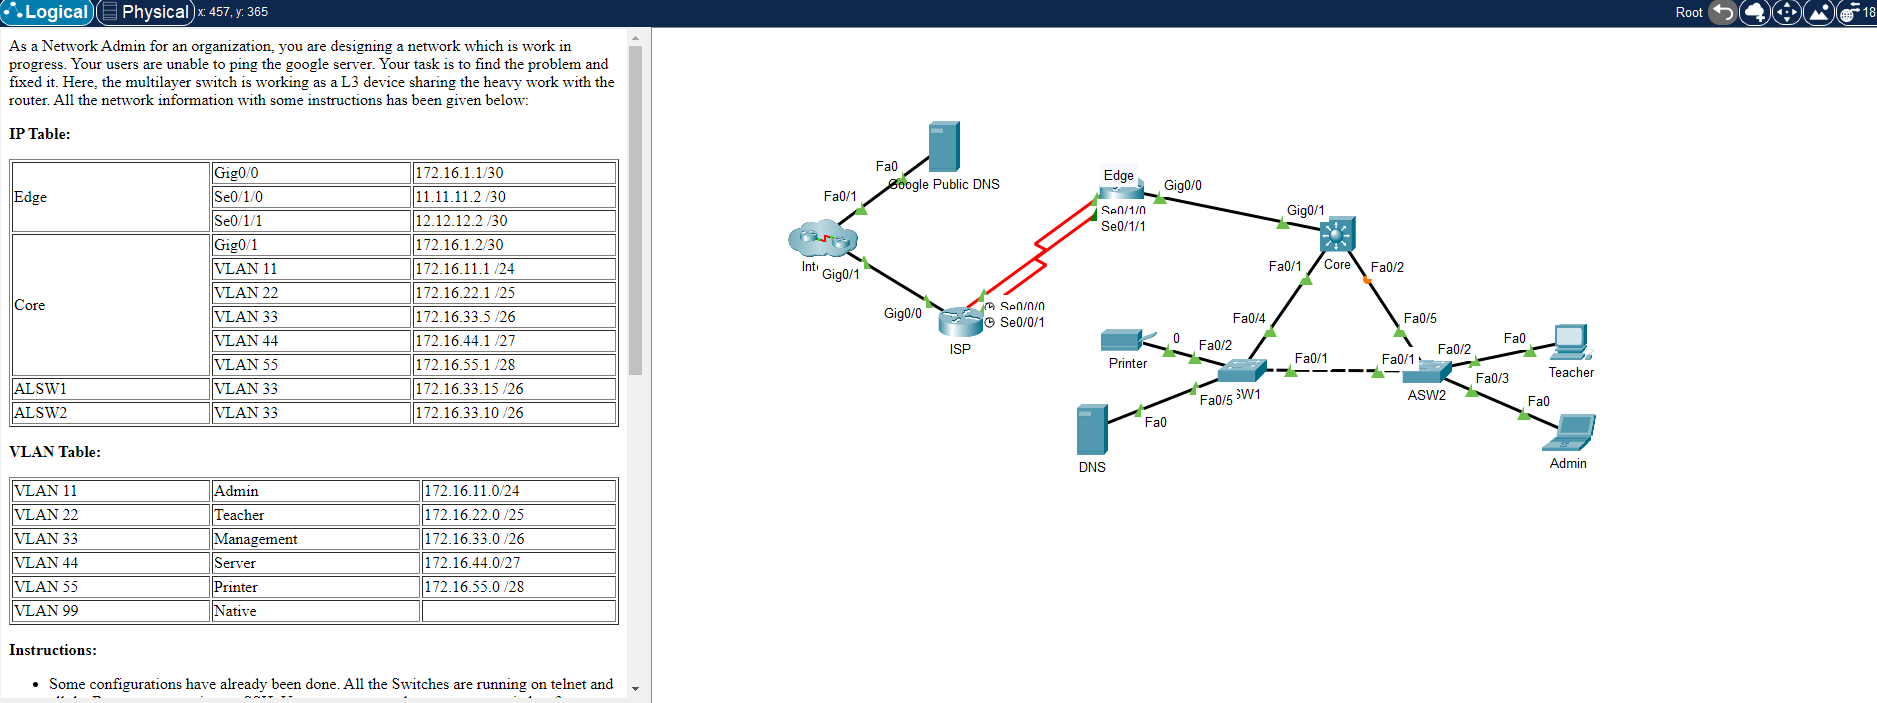 Logical Physical x: 457, y: 365 Root 18
As a Network Admin for an organization, you are designing a network which is work in
progress. Your users are unable to ping the google server. Your task is to find the problem and
fixed it. Here, the multilayer switch is working as a L3 device sharing the heavy work with the
router. All the network information with some instructions has been given below:
IP Table:
Edge
Gig0/0 172.16.1.1/30
Se0/1/0 11.11.11.2 /30
Se0/1/1 12.12.12.2 /30
Core
Gig0/1 172.16.1.2/30
VLAN 11 172.16.11.1 /24
VLAN 22 172.16.22.1 /25
VLAN 33 172.16.33.5 /26
VLAN 44 172.16.44.1 /27
VLAN 55 172.16.55.1 /28
ALSW1 VLAN 33 172.16.33.15 /26
ALSW2 VLAN 33 172.16.33.10 /26
VLAN Table:
VLAN 11 Admin 172.16.11.0/24
VLAN 22 Teacher 172.16.22.0 /25
VLAN 33 Management 172.16.33.0 /26
VLAN 44 Server 172.16.44.0/27
VLAN 55 Printer 172.16.55.0 /28
VLAN 99 Native
Instructions:
• Some configurations have already been done. All the Switches are running on telnet and
Fa0
Google Public DNS
Fa0/1
Gig0/1
Gig0/0
ISP
Se0/0/0
Se0/0/1
Edge
Gig0/0
Se0/1/0
Se0/1/1
Gig0/1
Core
Fa0/1
Fa0/2
Fa0/4
Fa0/5
0
Fa0/2
Printer
Fa0/1
Fa0/1
Fa0/2
Fa0
Teacher
Fa0/3
Fa0/5
SW1
ASW2
Fa0
Fa0
DNS
Admin